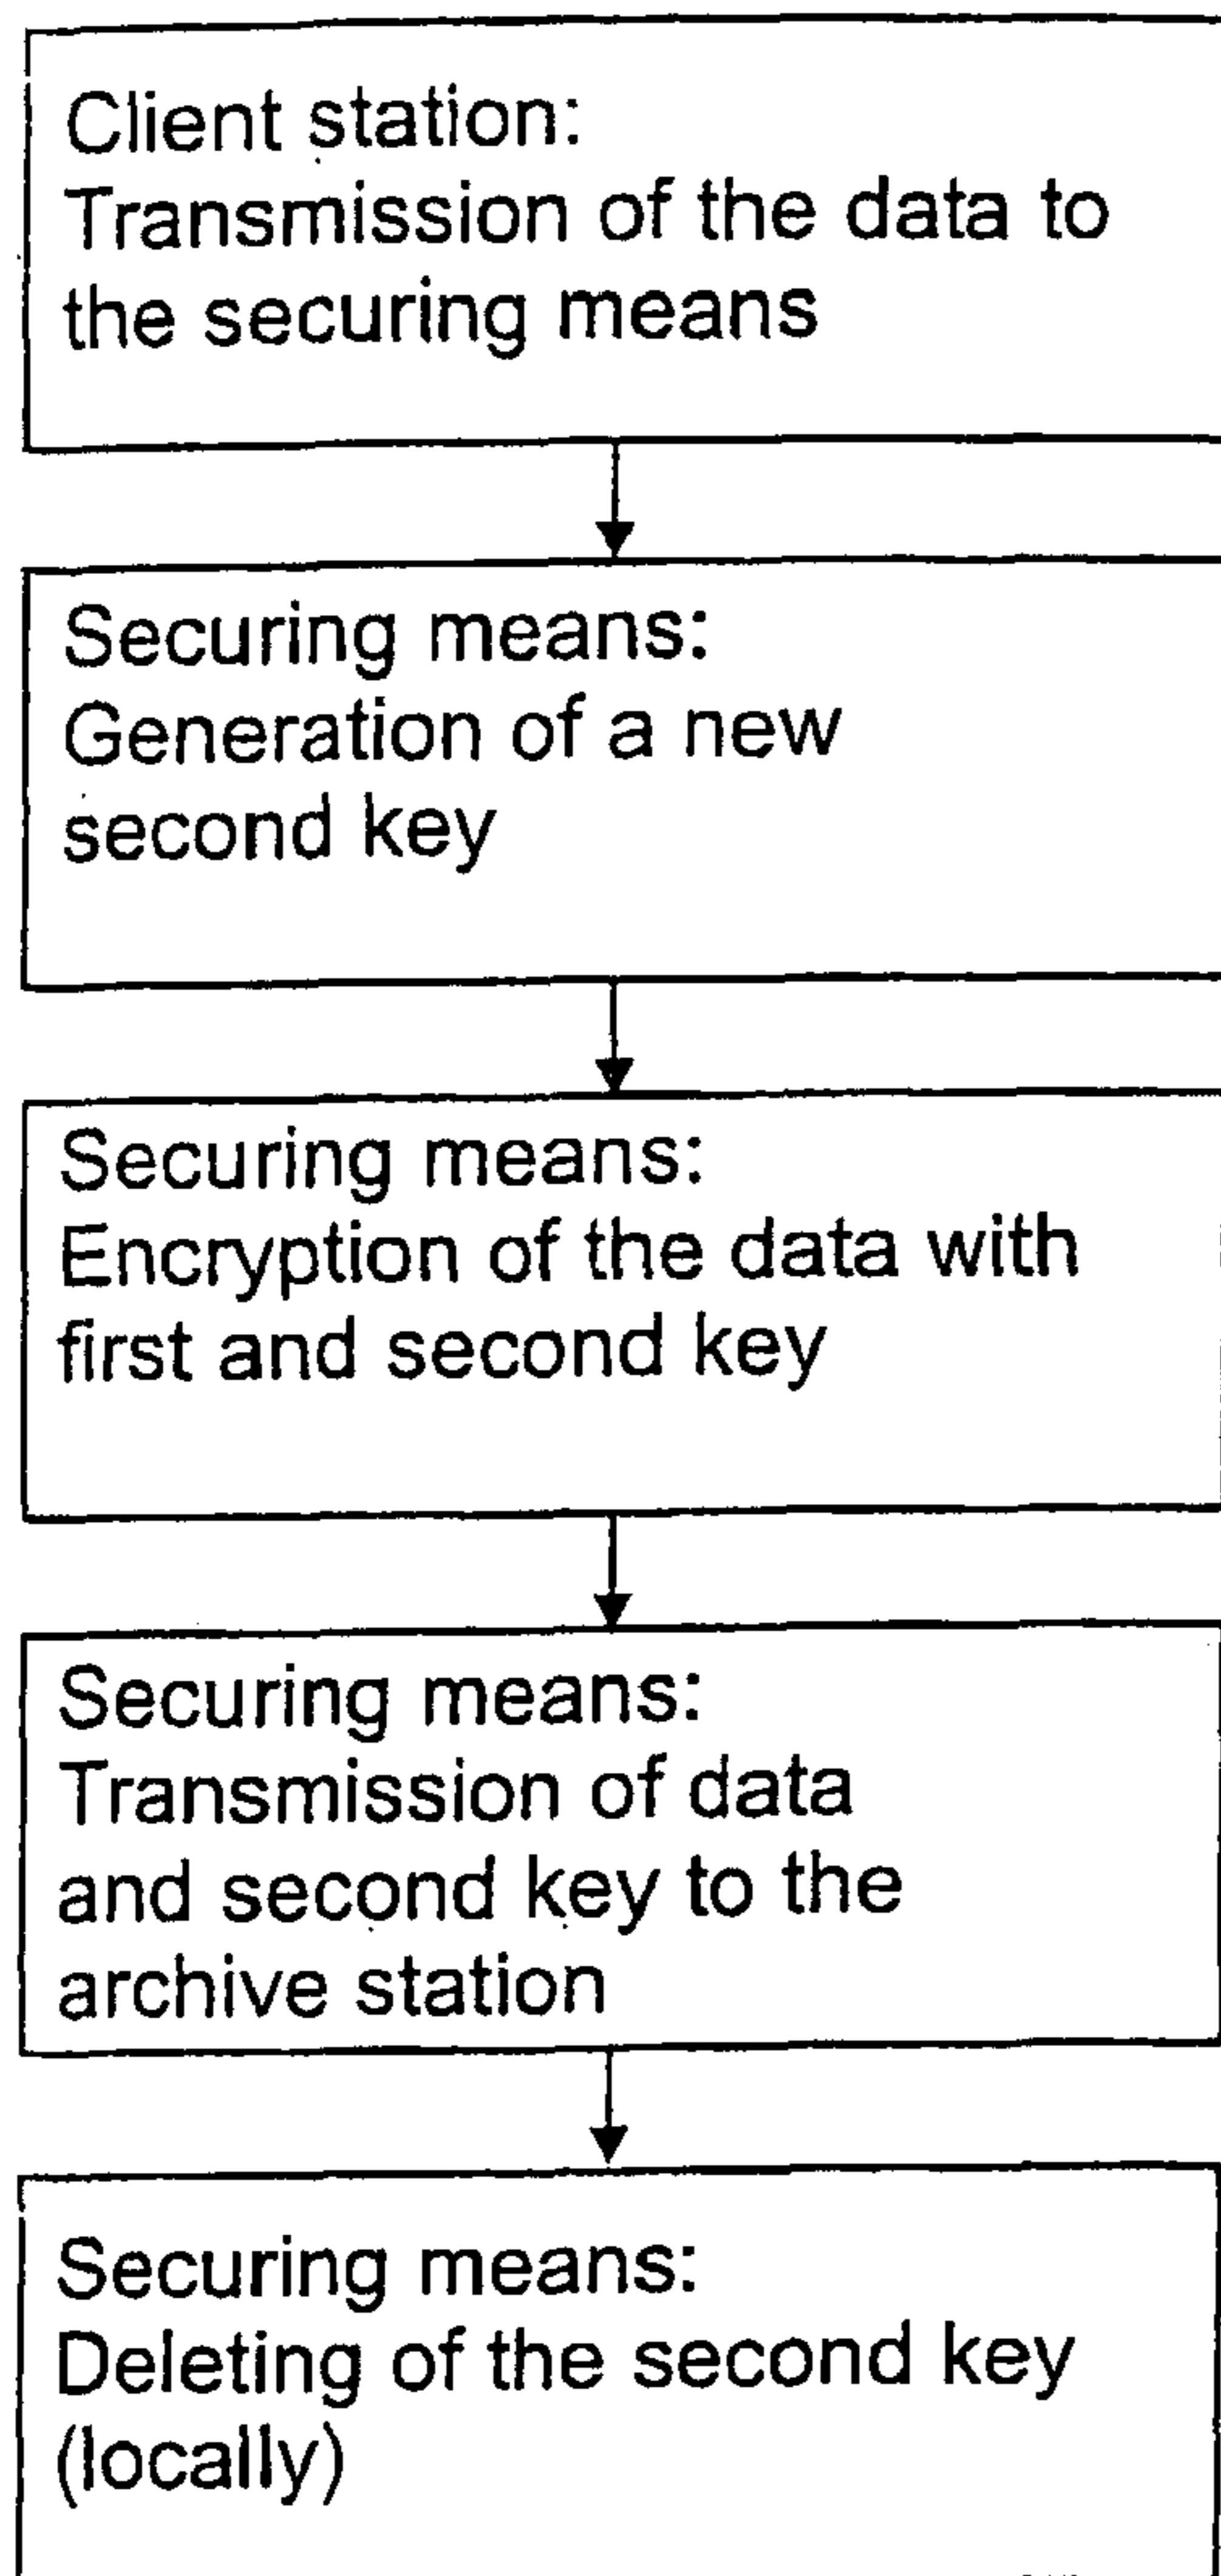 Client station:
Transmission of the data to
the securing means
Securing means:
Generation of a new
second key
Securing means:
Encryption of the data with
first and second key
Securing means:
Transmission of data
and second key to the
archive station
Securing means:
Deleting of the second key
(locally)